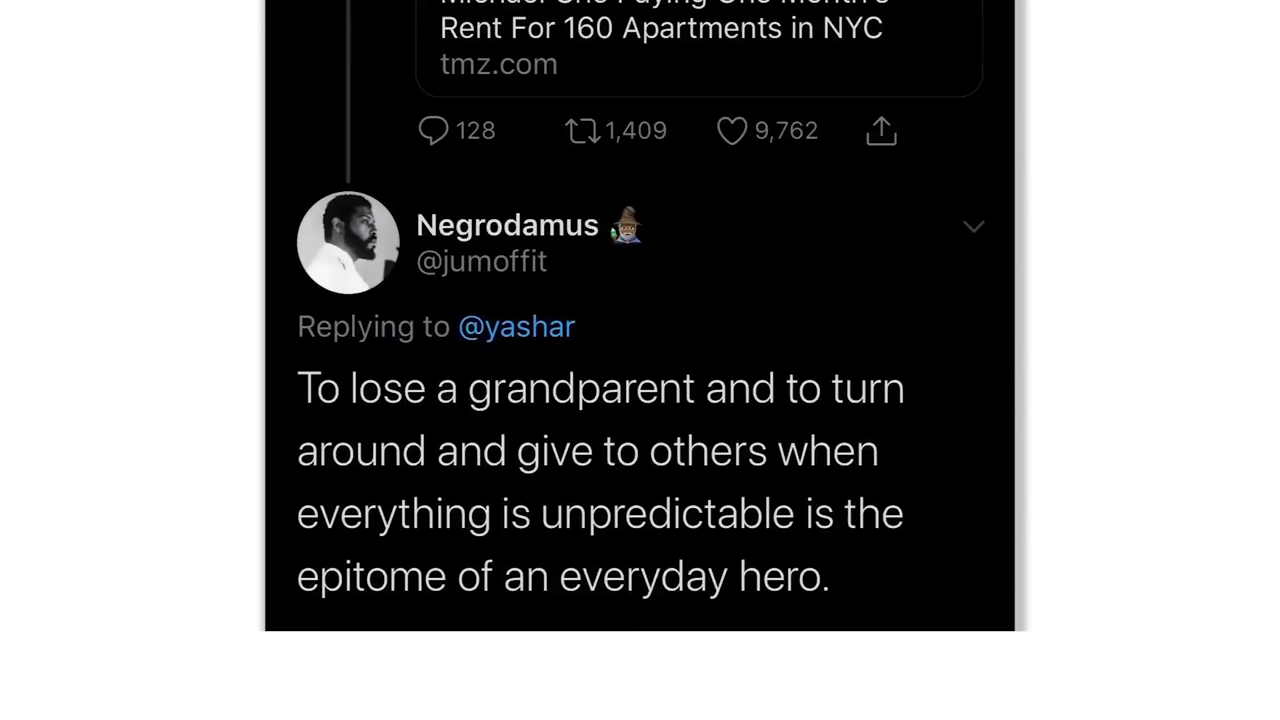 Rent For 160 Apartments in NYC
tmz.com
128 1,409 9,762
Negrodamus
@jumoffit
Replying to @yashar
To lose a grandparent and to turn
around and give to others when
everything is unpredictable is the
epitome of an everyday hero.